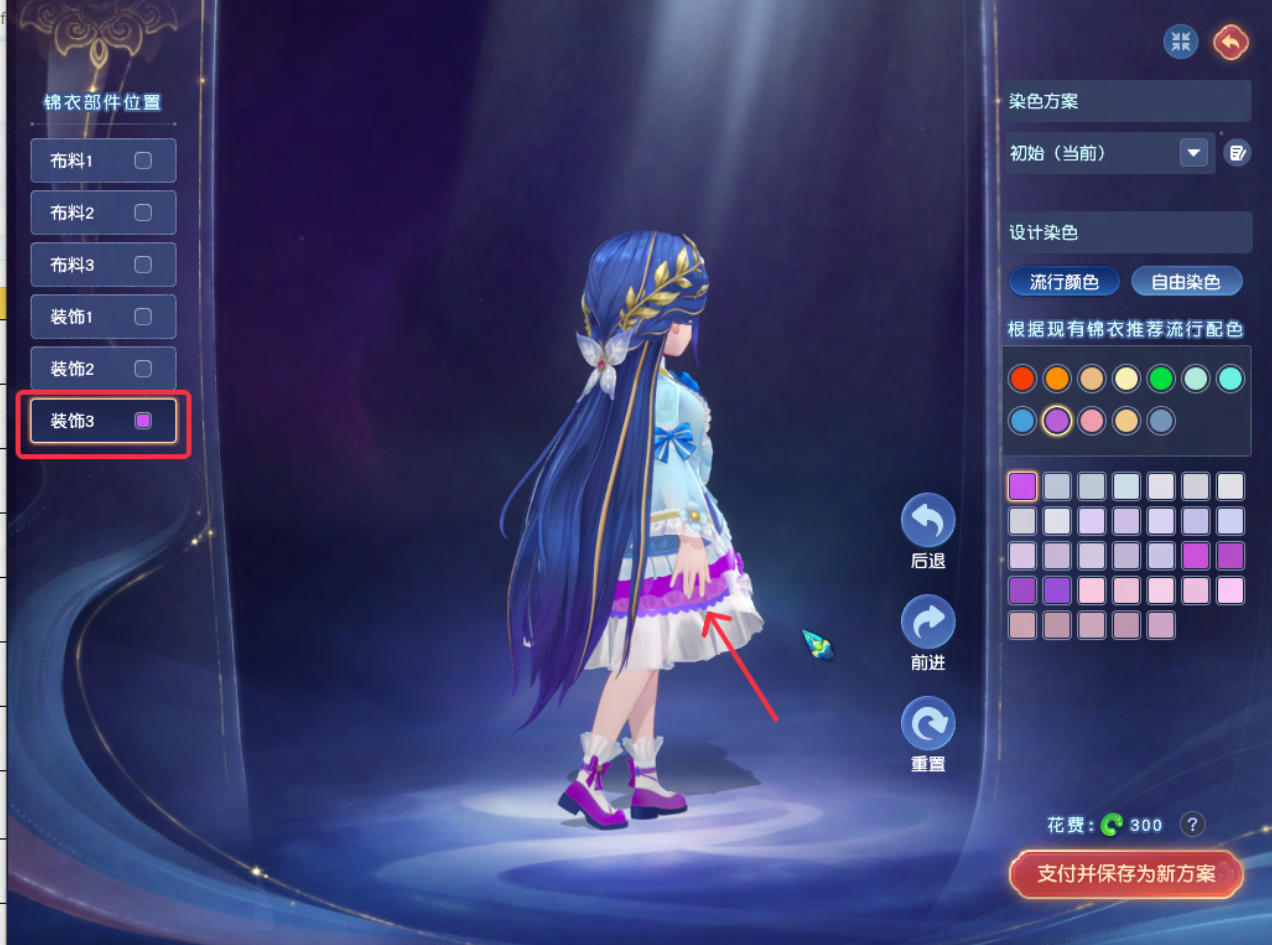 锦衣部件位置
布料1
布料2
布料3
装饰1
装饰2
装饰3
染色方案
初始（当前）
设计染色
流行颜色 自由染色
根据现有锦衣推荐流行配色
后退
前进
重置
花费: 300 ?
支付并保存为新方案